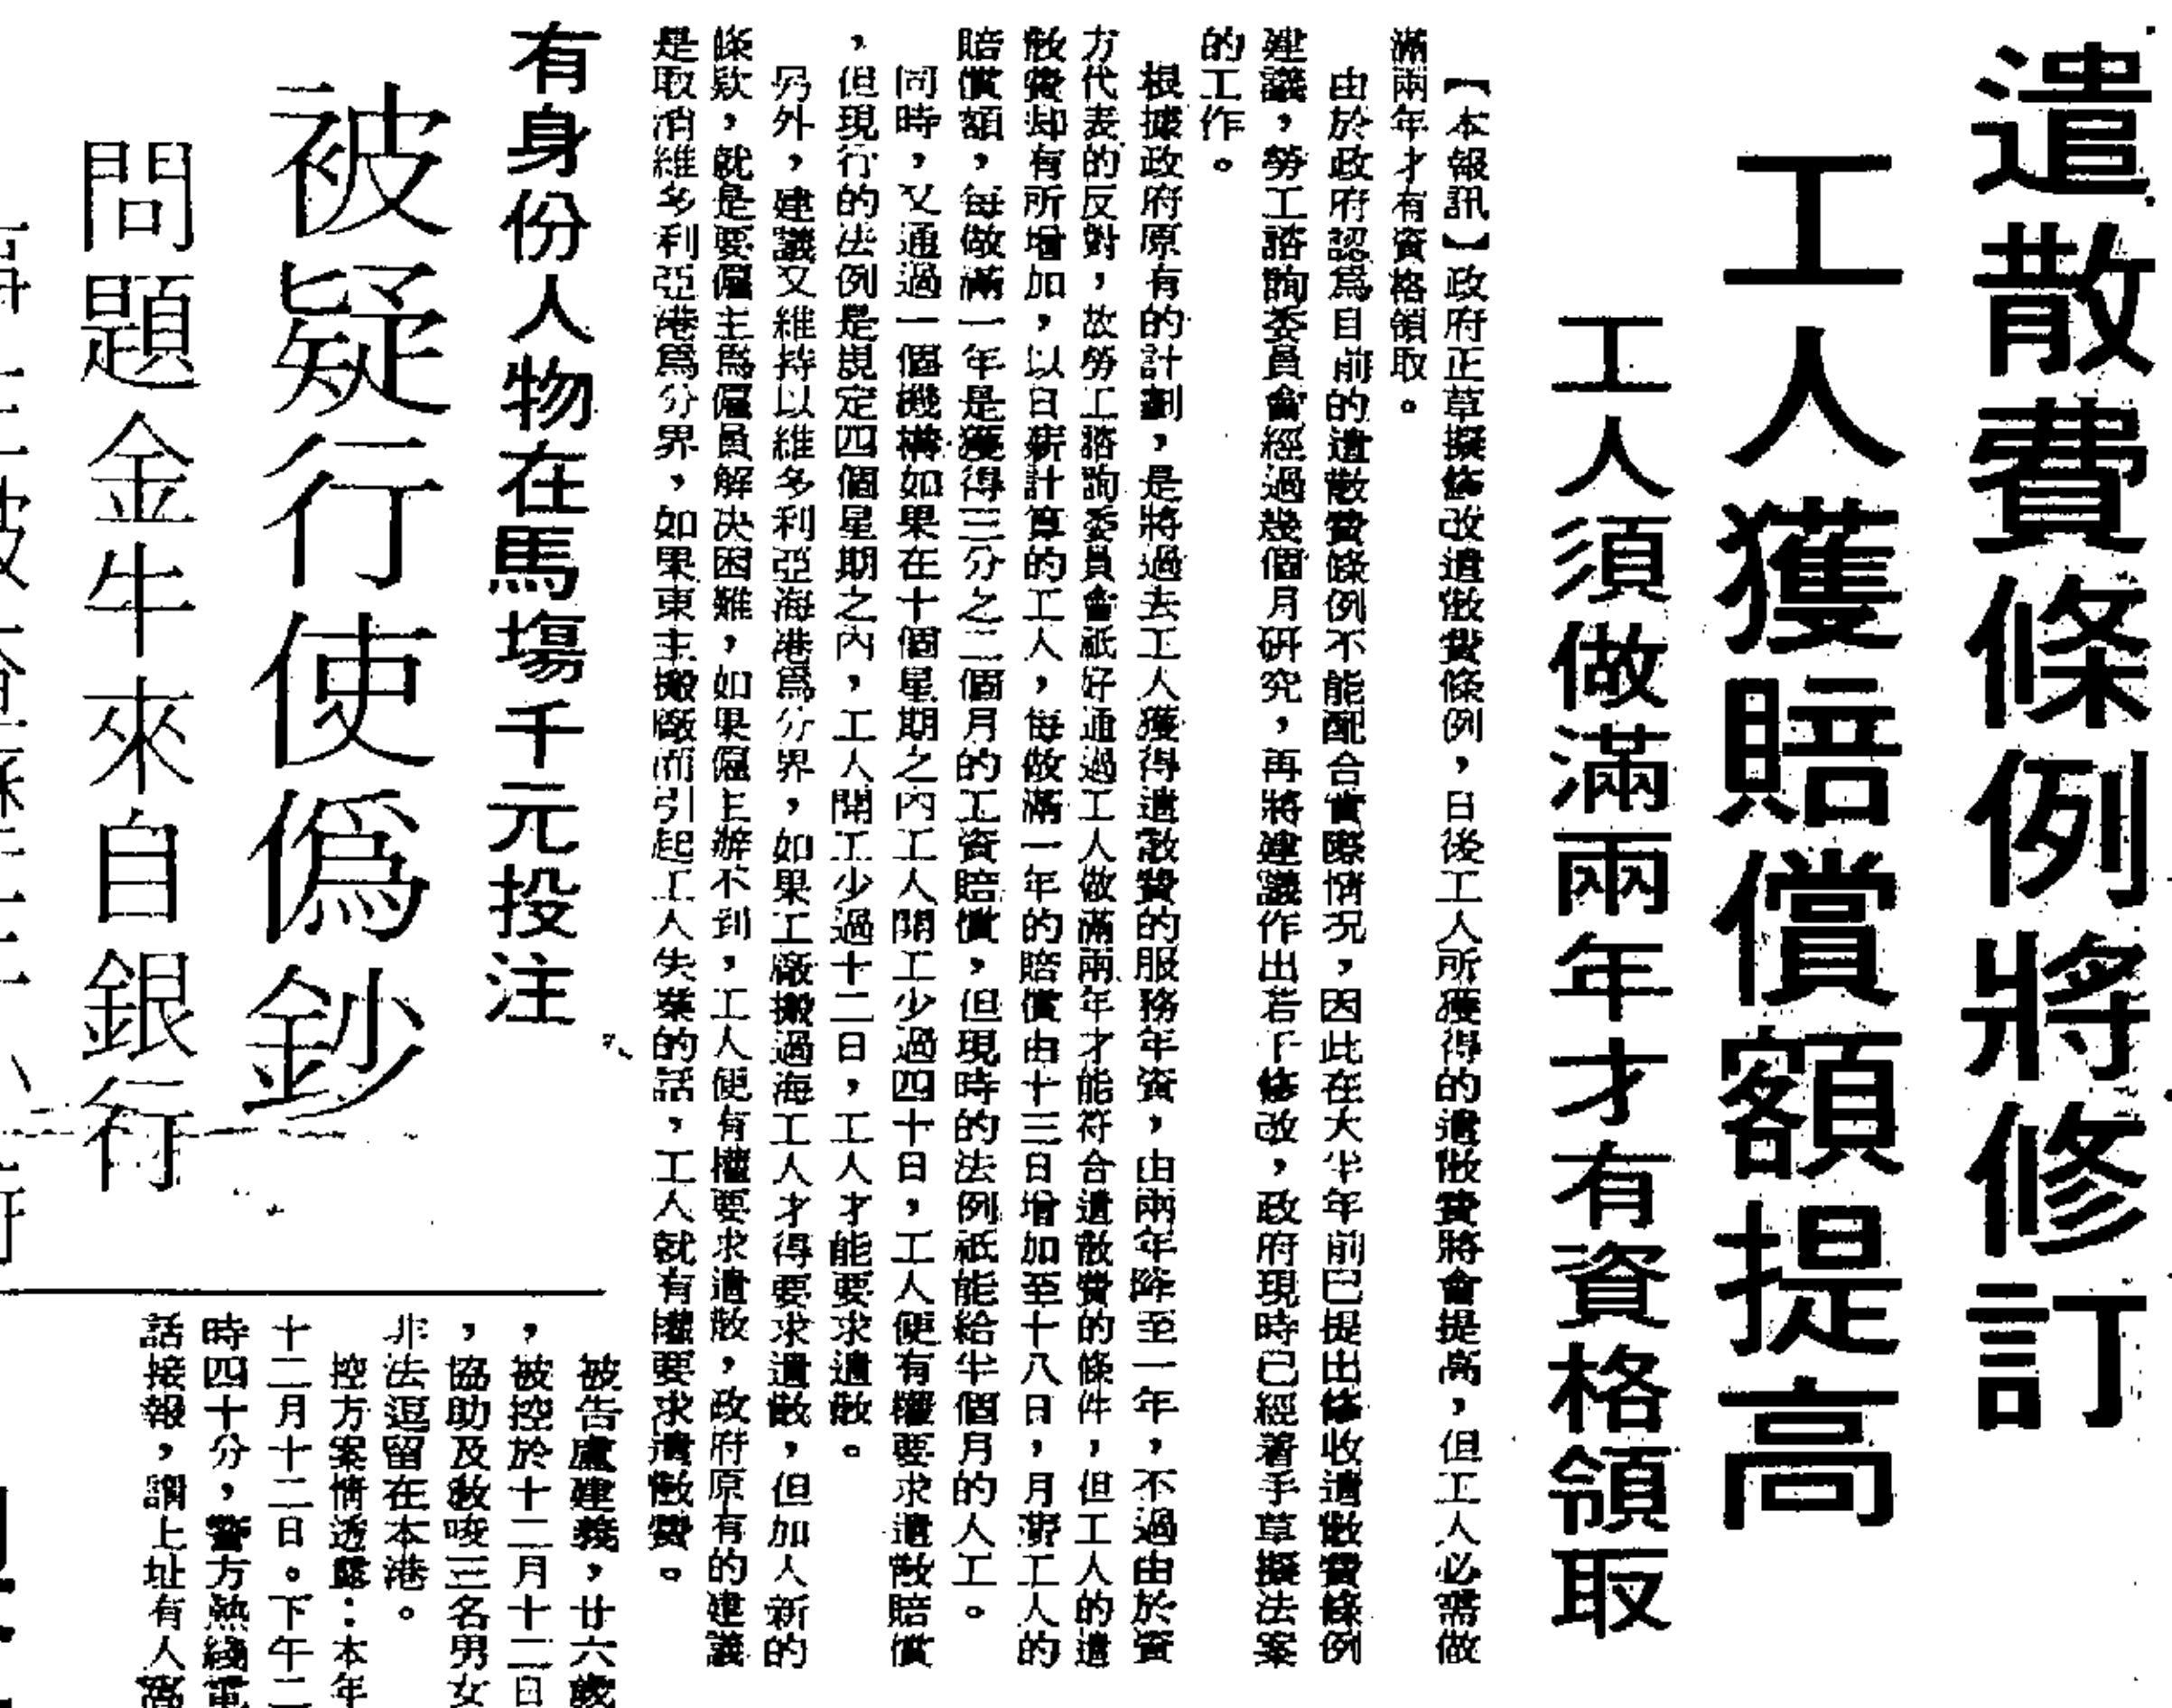 遣散費條例將修訂
工人獲賠償額提高
工人須做滿兩年才有資格領取
【本報訊】政府正草擬修改遣散費條例，日後工人所獲得的遣散費將會提高，但工人必需做
滿兩年才有資格領取。
由於政府認爲目前的遣散費條例不能配合實際情况，因此在大半年前已提出修收遣散費條例
建議，勞工諮詢委員會經過幾個月研究，再將建議作出若干修改，政府現時已經着手草擬法案
的工作。
根據政府原有的計劃，是將過去工人獲得遣散費的服務年資，由兩年降至一年，不過由於資
方代表的反對，故勞工諮詢委員會祇好通過工人做滿兩年才能符合遣散費的條件，但工人的遣
散費却有所增加，以日薪計算的工人，每做滿一年的賠償由十三日增加至十八日，月薪工人的
賠償額，每做滿一年是獲得三分之二個月的工資賠償，但現時的法例祇能給半個月的人工。
同時，又通過一個機構如果在十個星期之内工人開工少過四十日，工人便有權要求遣散賠償
，但現行的法例是規定四個星期之內，工人開工少過十二日，工人才能要求遣散。
另外，建議又維持以維多利亞海港爲分界，如果工廠搬過海工人才得要求遣散，但加人新的
條欵，就是要僱主爲僱員解决困難，如果僱主辦不到，工人便有權要求遣散，政府原有的建議
是取消維多利亞港爲分界，如果東主搬廠而引起工人失業的話，工人就有權要求遣散費。
有身份人物在馬塲千元投注
被疑行使僞鈔
問題金牛來自銀行
被告盧建義，廿六歲
，被控於十二月十二日
，協助及敎唆三名男女
非法逗留在本港。
控方案情透露：本年
十二月十二日。下午二
時四十分，警方熱綫電
話接報，謂上址有人窩